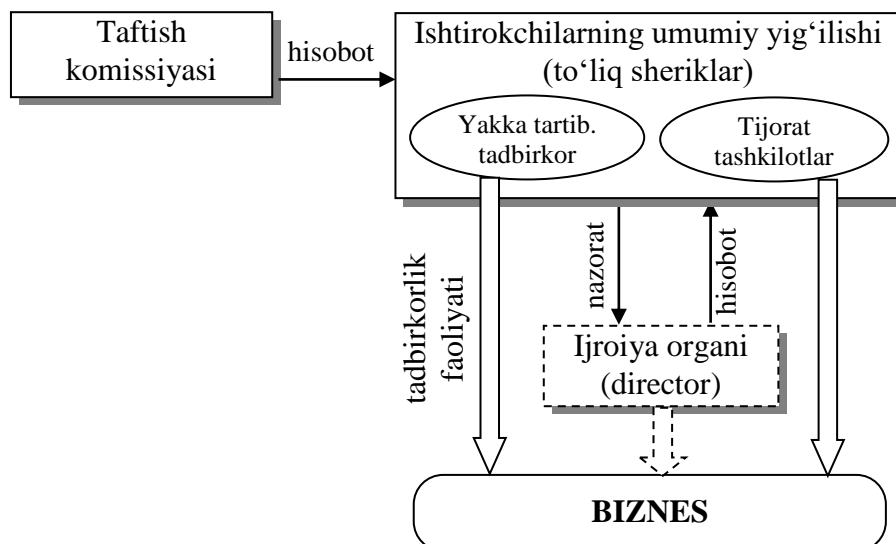 Taftish
komissiyasi
hisobot
Ishtirokchilarning umumiy yig‘ilishi
(to‘liq sheriklar)
Yakka tartib.
tadbirkor
Tijorat
tashkilotlar
tadbirkorlik
faoliyati
nazorat
hisobot
Ijroiya organi
(director)
BIZNES